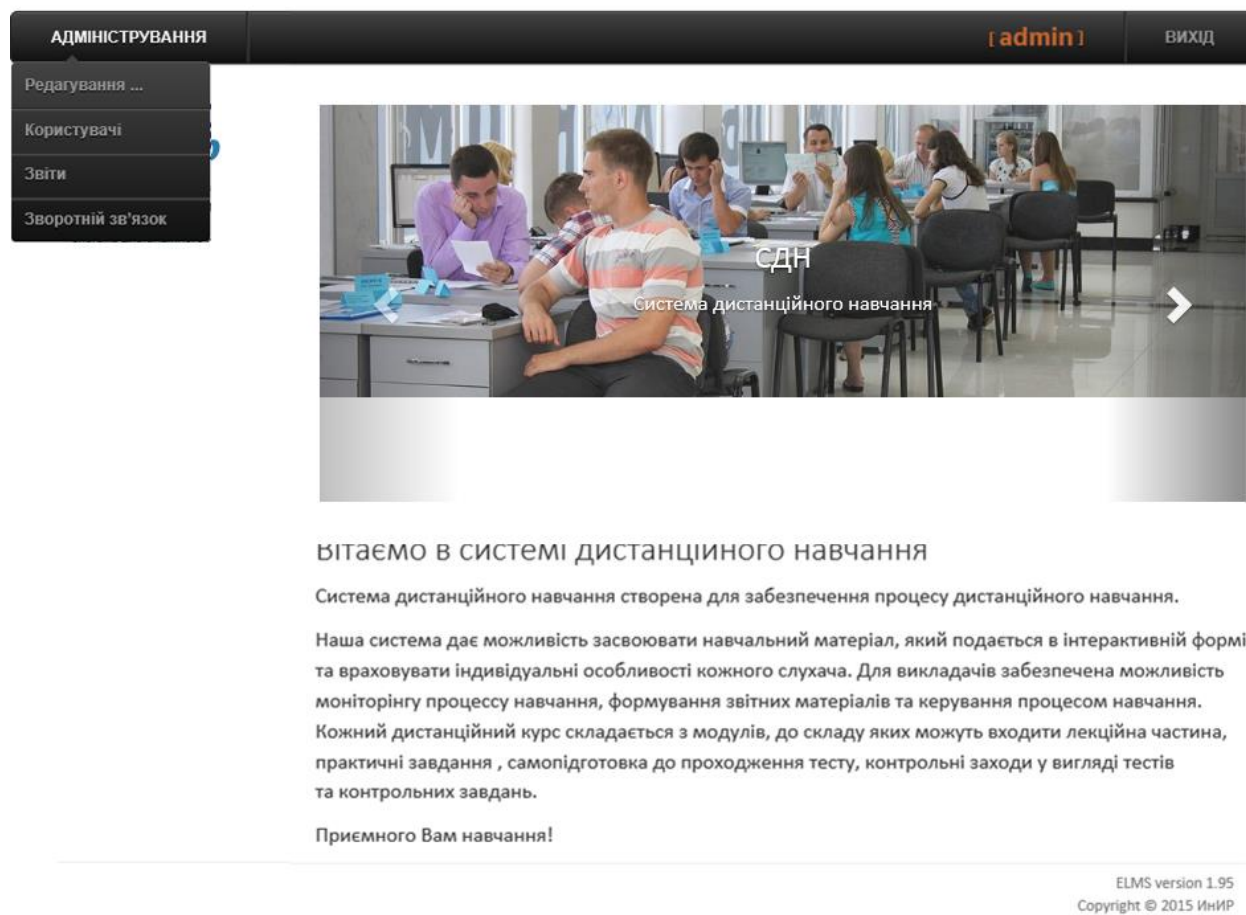 АДМІНІСТРУВАННЯ
[admin]
ВИХІД
Редагування ...
Користувачі
Звіти
Зворотній зв'язок
СДН
Система дистанційного навчання
Вітаємо в системі дистанційного навчання
Система дистанційного навчання створена для забезпечення процесу дистанційного навчання.
Наша система дає можливість засвоювати навчальний матеріал, який подається в інтерактивній формі
та враховувати індивідуальні особливості кожного слухача. Для викладачів забезпечена можливість
моніторінгу процессу навчання, формування звітних матеріалів та керування процесом навчання.
Кожний дистанційний курс складається з модулів, до складу яких можуть входити лекційна частина,
практичні завдання , самопідготовка до проходження тесту, контрольні заходи у вигляді тестів
та контрольних завдань.
Приємного Вам навчання!
ELMS version 1.95
Copyright © 2015 ИнИР